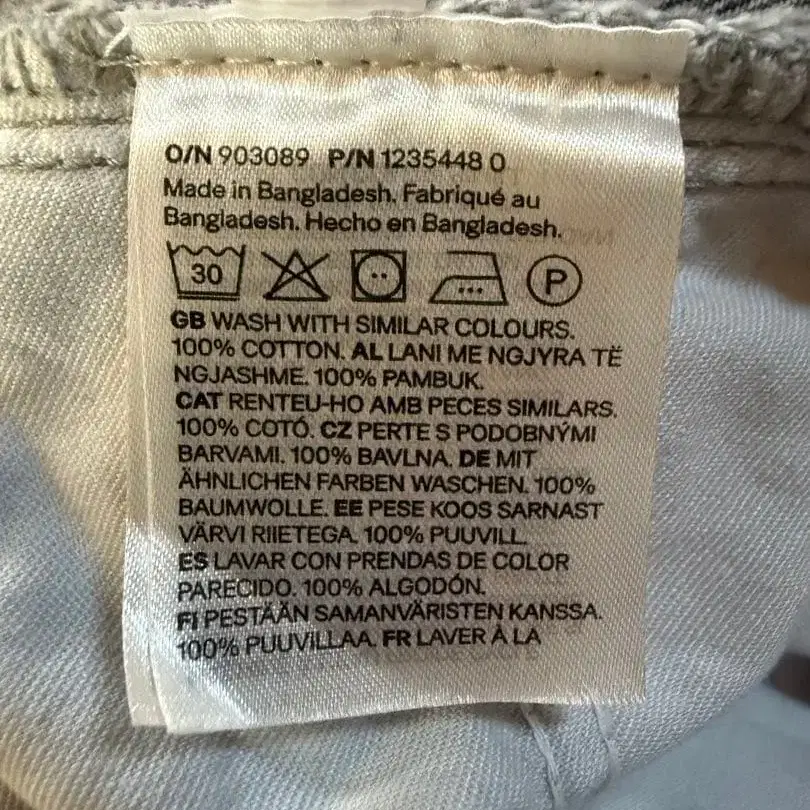 O/N 903089 P/N 1235448 0
Made in Bangladesh. Fabriqué au
Bangladesh. Hecho en Bangladesh.
30 P
GB WASH WITH SIMILAR COLOURS.
100% COTTON. AL LANI ME NGJYRA TË
NGJASHME. 100% PAMBUK.
CAT RENTEU-HO AMB PECES SIMILARS.
100% COTÓ. CZ PERTE S PODOBNÝMI
BARVAMI. 100% BAVLNA. DE MIT
ÄHNLICHEN FARBEN WASCHEN. 100%
BAUMWOLLE. EE PESE KOOS SARNAST
VÄRVI RIIETEGA. 100% PUUVILL.
ES LAVAR CON PRENDAS DE COLOR
PARECIDO. 100% ALGODÓN.
FI PESTÄÄN SAMANVÄRISTEN KANSSA.
100% PUUVILLAA. FR LAVER À LA